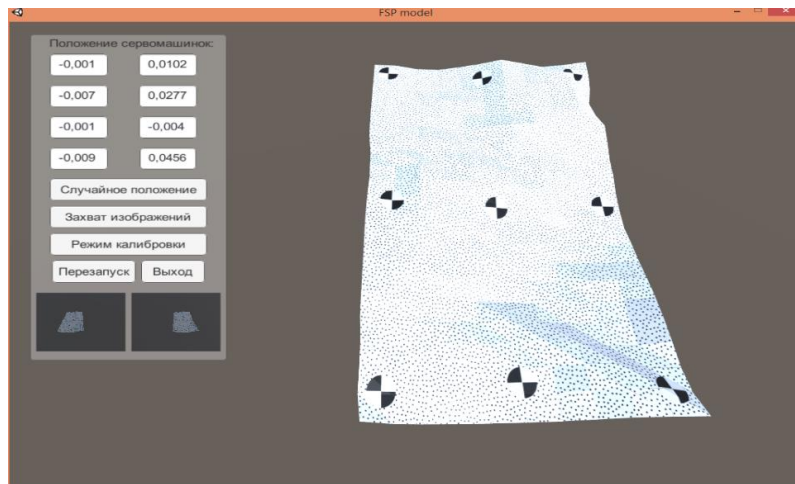 FSP model
Положение сервомашинок:
-0,001 0,0102
-0,007 0,0277
-0,001 -0,004
-0,009 0,0456
Случайное положение
Захват изображений
Режим калибровки
Перезапуск Выход